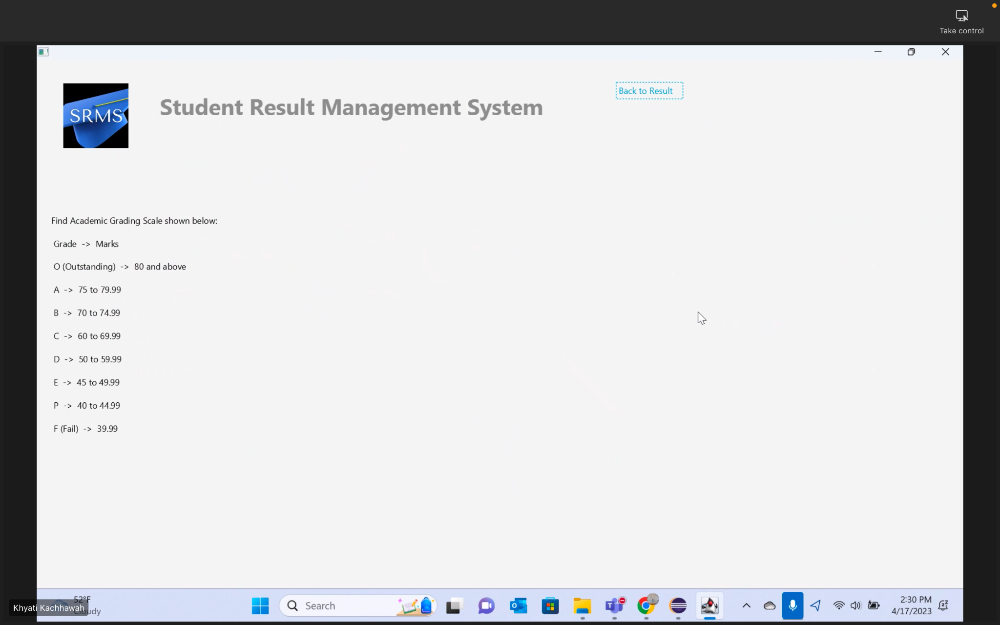 Take control
SRMS
Student Result Management System
Back to Result
Find Academic Grading Scale shown below:
Grade -> Marks
O (Outstanding) -> 80 and above
A -> 75 to 79.99
B -> 70 to 74.99
C -> 60 to 69.99
D -> 50 to 59.99
E -> 45 to 49.99
P -> 40 to 44.99
F (Fail) -> 39.99
52°F
Cloudy
Khyati Kachhawah
Search
2:30 PM
4/17/2023